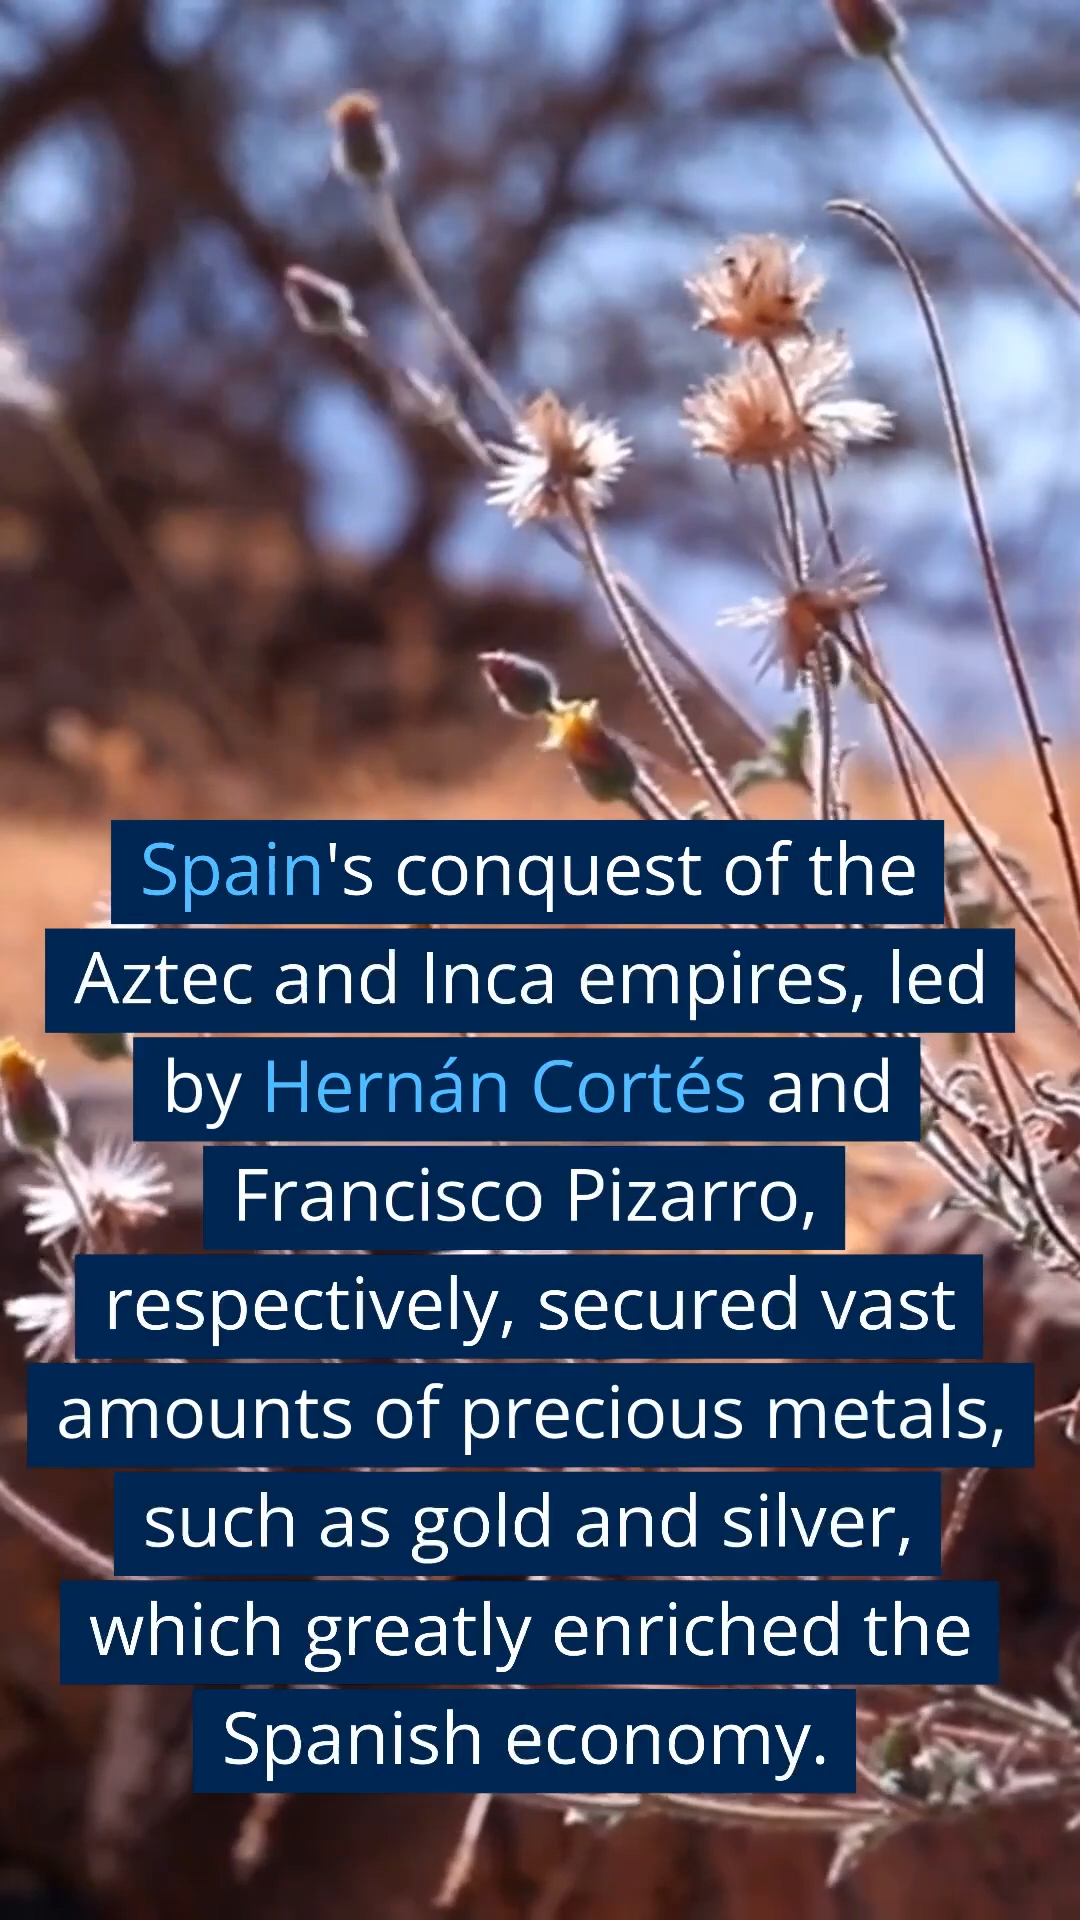 Spain's conquest of the
Aztec and Inca empires, led
by Hernán Cortés and
Francisco Pizarro,
respectively, secured vast
amounts of precious metals,
such as gold and silver,
which greatly enriched the
Spanish economy.